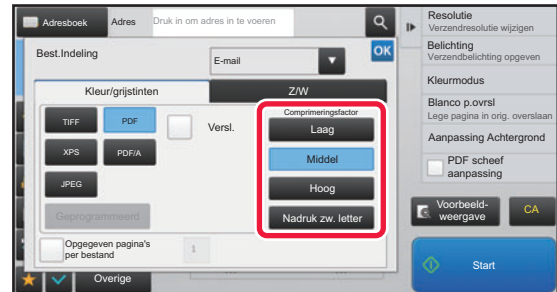 Adresboek
Adres
Druk in om adres in te voeren
Best.Indeling
E-mail
OK
Kleur/grijstinten
Z/W
TIFF
PDF
Versl.
XPS
PDF/A
JPEG
Geprogrammeerd
Comprimeringsfactor
Laag
Middel
Hoog
Nadruk zw. letter
Opgegeven pagina's
per bestand
1
Overige
Resolutie
Verzendresolutie wijzigen
Belichting
Verzendbelichting opgeven
Kleurmodus
Blanco p.ovrsl
Lege pagina in orig. overslaan
Aanpassing Achtergrond
PDF scheef
aanpassing
Voorbeeld-
weergave
CA
Start